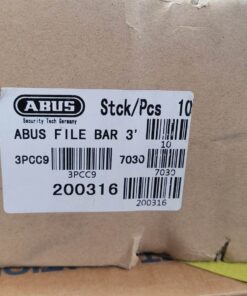 ABUS
Security Tech Germany
Stck/Pcs 10
ABUS FILE BAR 3'
10
3PCC9 7030
3PCC9 7030
200316
200316